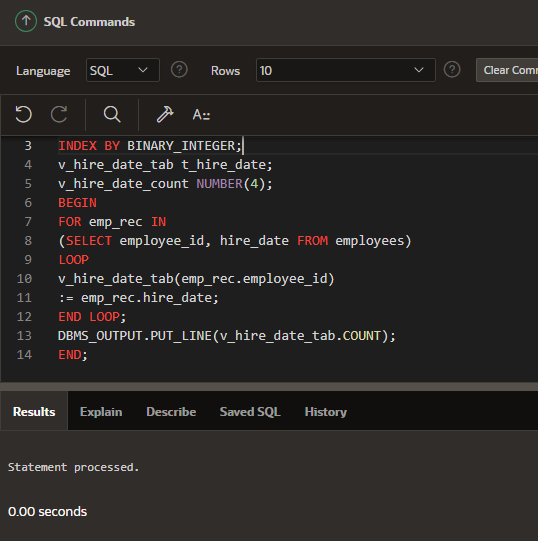 SQL Commands
Language SQL ? Rows 10 ? Clear Com
A::
3 INDEX BY BINARY_INTEGER;
4 v_hire_date_tab t_hire_date;
5 v_hire_date_count NUMBER(4);
6 BEGIN
7 FOR emp_rec IN
8 (SELECT employee_id, hire_date FROM employees)
9 LOOP
10 v_hire_date_tab(emp_rec.employee_id)
11 := emp_rec.hire_date;
12 END LOOP;
13 DBMS_OUTPUT.PUT_LINE(v_hire_date_tab.COUNT);
14 END;
Results Explain Describe Saved SQL History
Statement processed.
0.00 seconds